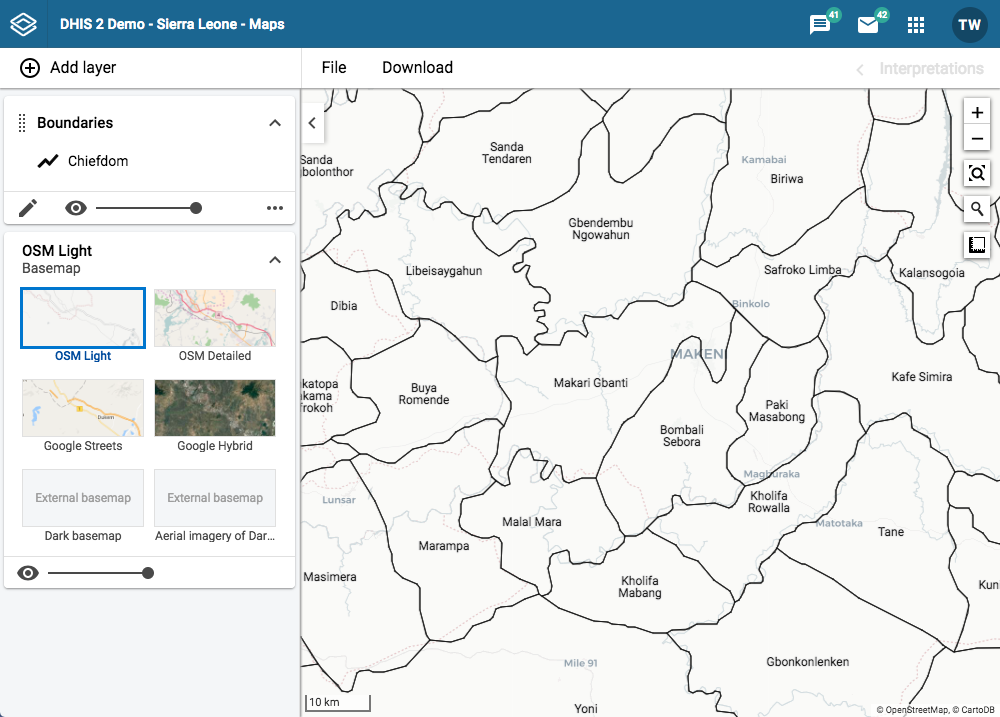 DHIS 2 Demo - Sierra Leone - Maps
41
42
TW
Add layer
File
Download
Interpretations
Boundaries
Chiefdom
OSM Light
Basemap
OSM Light
OSM Detailed
Google Streets
Google Hybrid
External basemap
External basemap
Dark basemap
Aerial imagery of Dar...
Sanda
Tendaren
Sanda
bolonthor
Kamabai
Biriwa
Gbendembu
Ngowahun
Libeisaygahun
Safroko Limba
Kalansogoia
Dibia
Binkolo
MAKENI
katopa
kama
rokoh
Buya
Romende
Makari Gbanti
Kafe Simira
Paki
Masabong
Bombali
Sebora
Magburaka
Kholifa
Rowalla
Lunsar
Malal Mara
Matotaka
Tane
Marampa
Masimera
Kholifa
Mabang
Kun
Mile 91
Gbonkonlenken
Yoni
10 km
© OpenStreetMap, © CartoDB